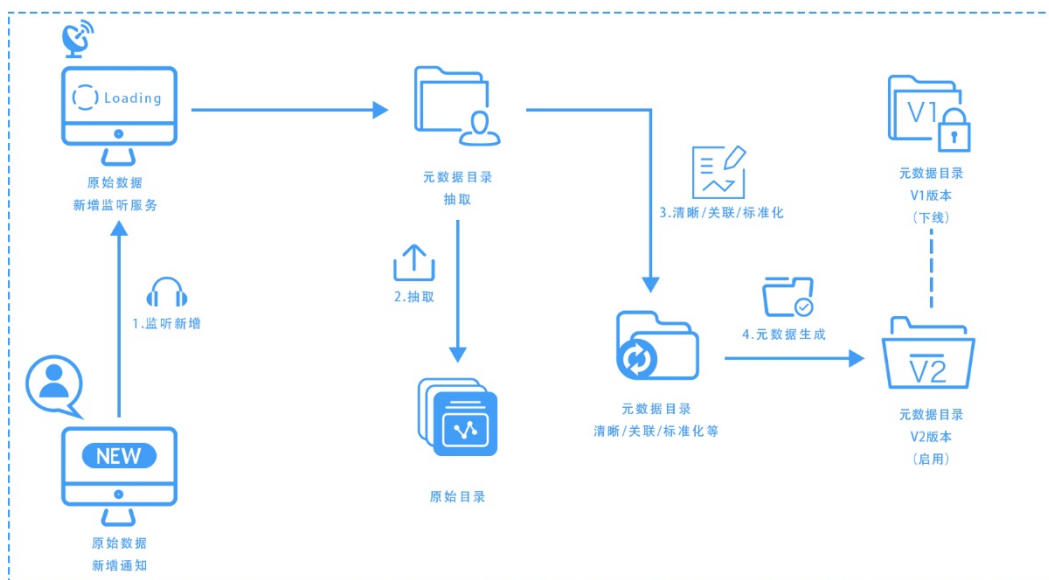 Loading
原始数据
新增监听服务
元数据目录
抽取
V1
元数据目录
V1版本
（下线）
3.清晰/关联/标准化
2.抽取
1.监听新增
4.元数据生成
V2
元数据目录
清晰/关联/标准化等
元数据目录
V2版本
（启用）
NEW
原始目录
原始数据
新增通知